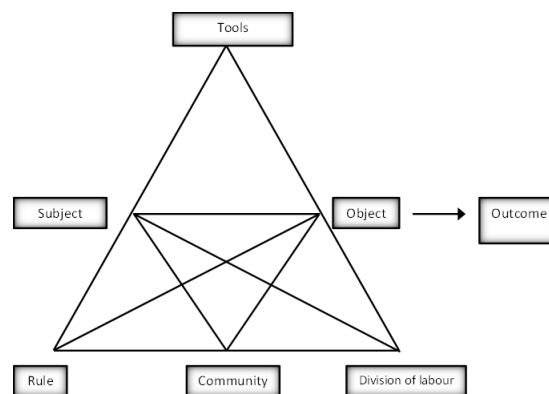 Tools
Subject
Object
Outcome
Rule
Community
Division of labour